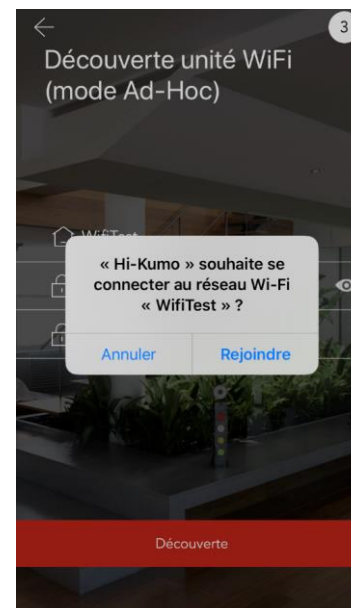 3
Découverte unité WiFi
(mode Ad-Hoc)
WifiTest
« Hi-Kumo » souhaite se
connecter au réseau Wi-Fi
« WifiTest » ?
Annuler Rejoindre
Découverte